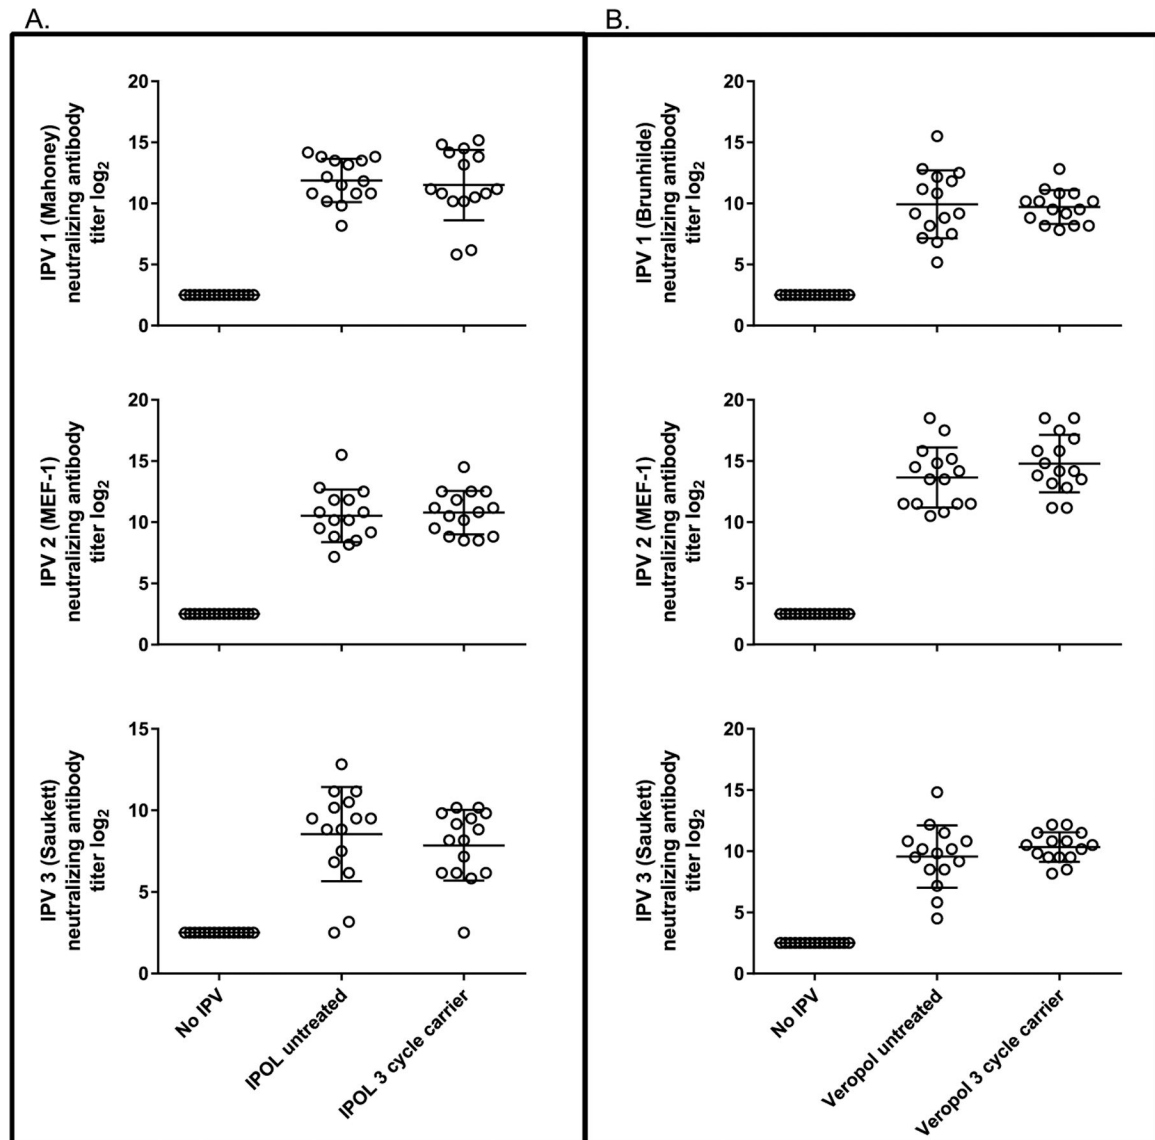 A.
IPV 1 (Mahoney)
neutralizing antibody
titer log2
20
15
10
5
0
IPV 2 (MEF-1)
neutralizing antibody
titer log2
20
15
10
5
0
IPV 3 (Saukett)
neutralizing antibody
titer log2
15
10
5
0
No IPV
IPOL untreated
IPOL 3 cycle carrier
B.
IPV 1 (Brunhilde)
neutralizing antibody
titer log2
20
15
10
5
0
IPV 2 (MEF-1)
neutralizing antibody
titer log2
20
15
10
5
0
IPV 3 (Saukett)
neutralizing antibody
titer log2
20
15
10
5
0
No IPV
Veropol untreated
Veropol 3 cycle carrier